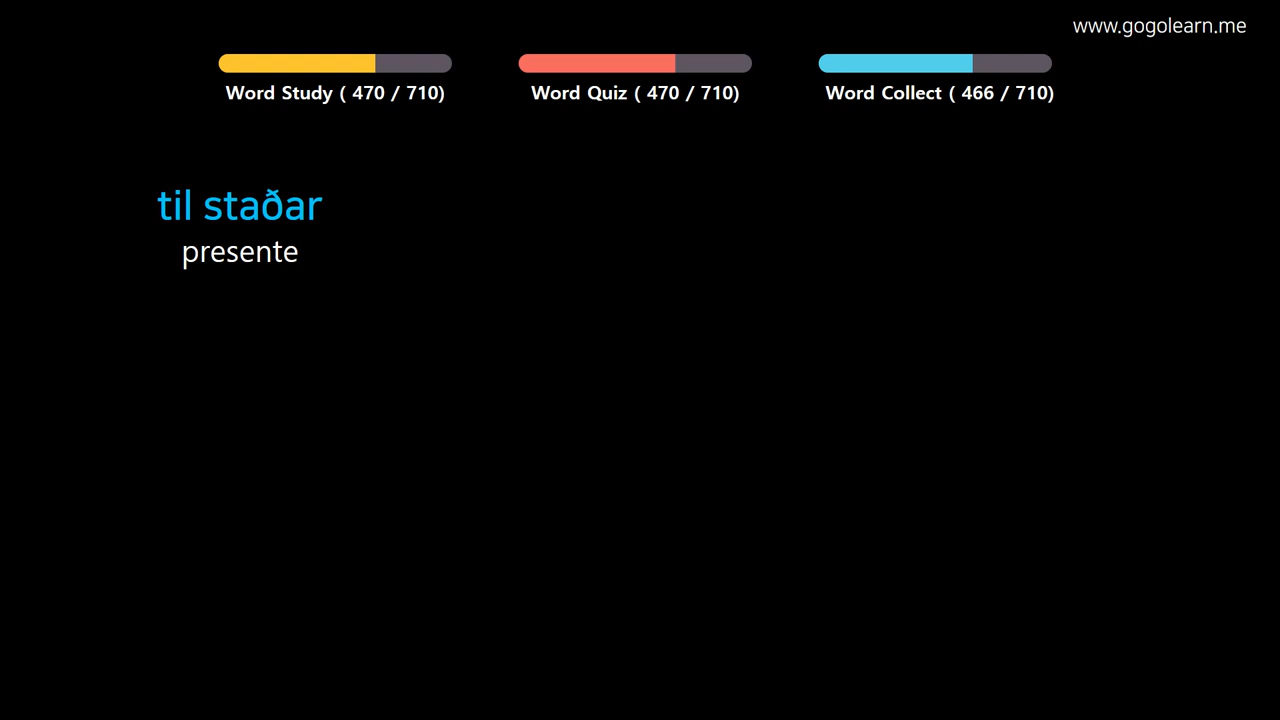 www.gogolearn.me
Word Study ( 470 / 710)
Word Quiz ( 470 / 710)
Word Collect ( 466 / 710)
til staðar
presente